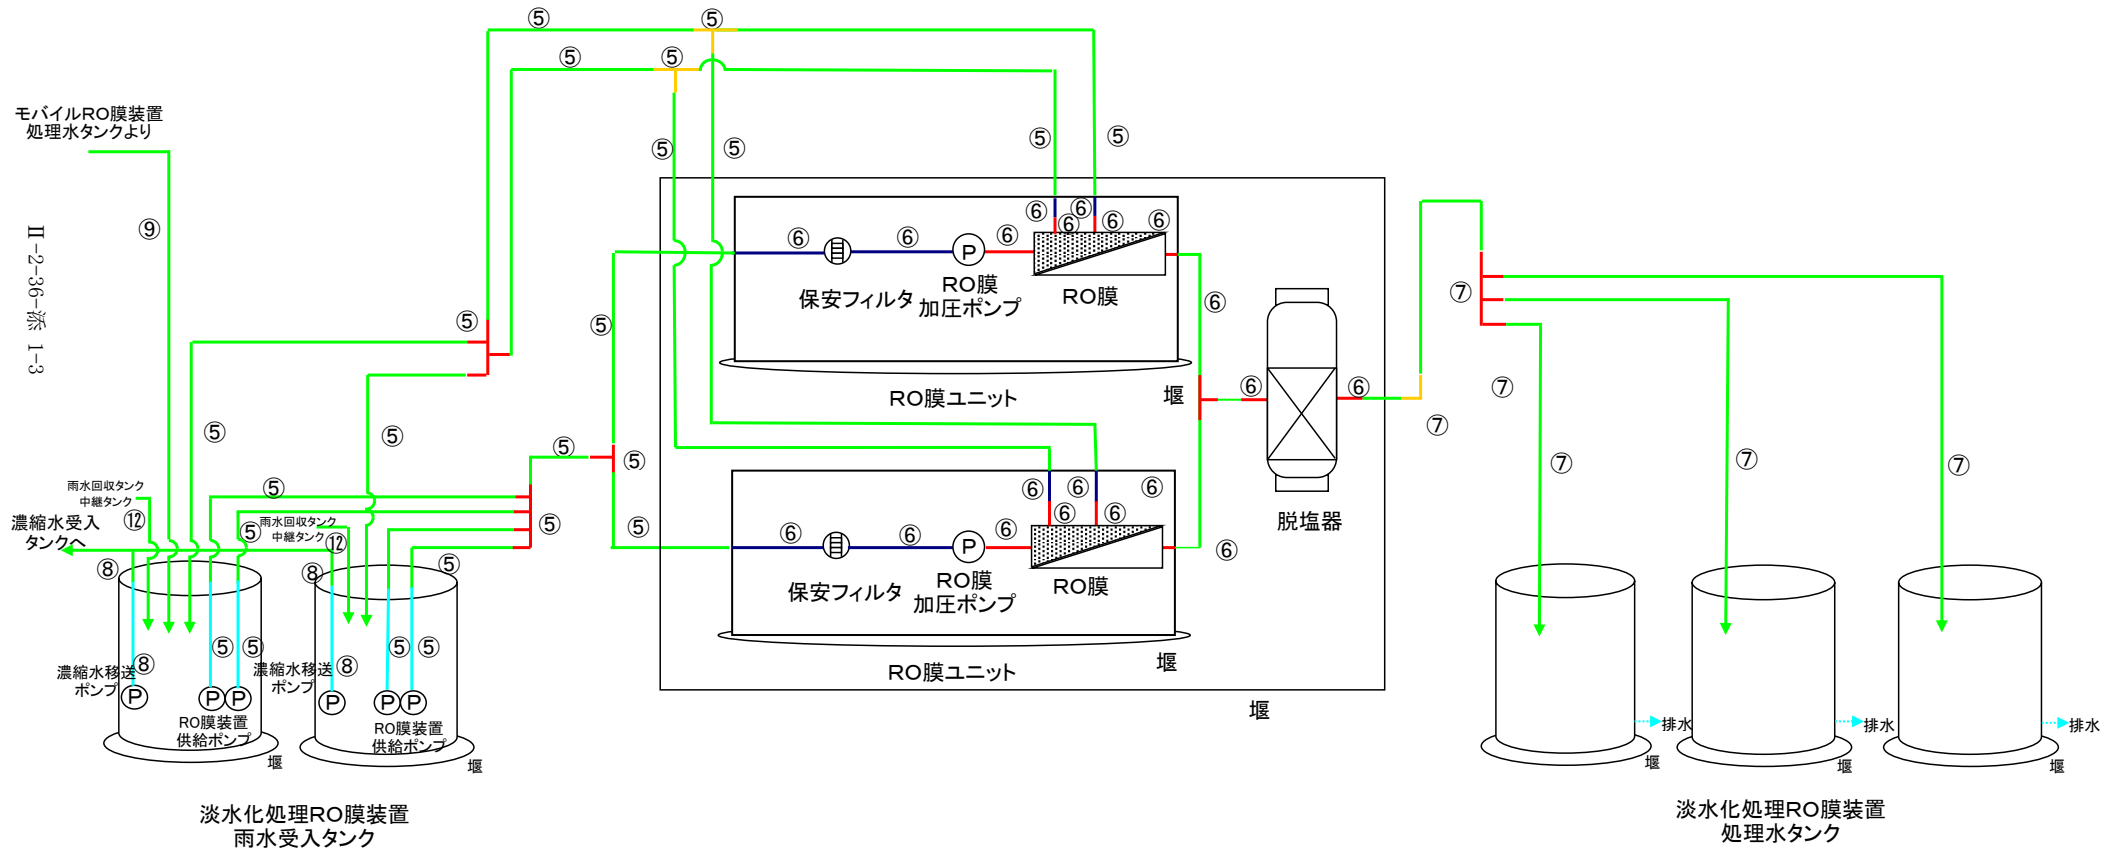 ⑤
⑤
⑤
⑤
モバイルRO膜装置
処理水タンクより
⑤
⑤
⑤
⑤
⑨
Ⅱ-2-36-添 1-3
⑥
⑥
⑥
⑥
⑥
⑥
⑥
⑥
P
保安フィルタ
RO膜
加圧ポンプ
RO膜
⑥
⑦
⑤
⑤
RO膜ユニット
堰
⑥
⑥
⑦
⑦
⑤
⑤
⑤
⑤
⑦
⑦
⑦
雨水回収タンク
中継タンク
⑤
⑥
⑥
⑥
⑥
⑥
濃縮水受入
タンクへ
⑫
⑤
雨水回収タンク
中継タンク
⑫
⑤
⑤
⑤
⑥
⑥
⑥
P
⑥
脱塩器
⑧
⑧
保安フィルタ
RO膜
加圧ポンプ
RO膜
⑤
⑤
⑤
⑤
⑧
⑧
濃縮水移送
ポンプ
濃縮水移送
ポンプ
RO膜ユニット
堰
P
P
P
P
P
P
堰
RO膜装置
供給ポンプ
RO膜装置
供給ポンプ
排水
排水
排水
堰
堰
堰
堰
堰
淡水化処理RO膜装置
雨水受入タンク
淡水化処理RO膜装置
処理水タンク